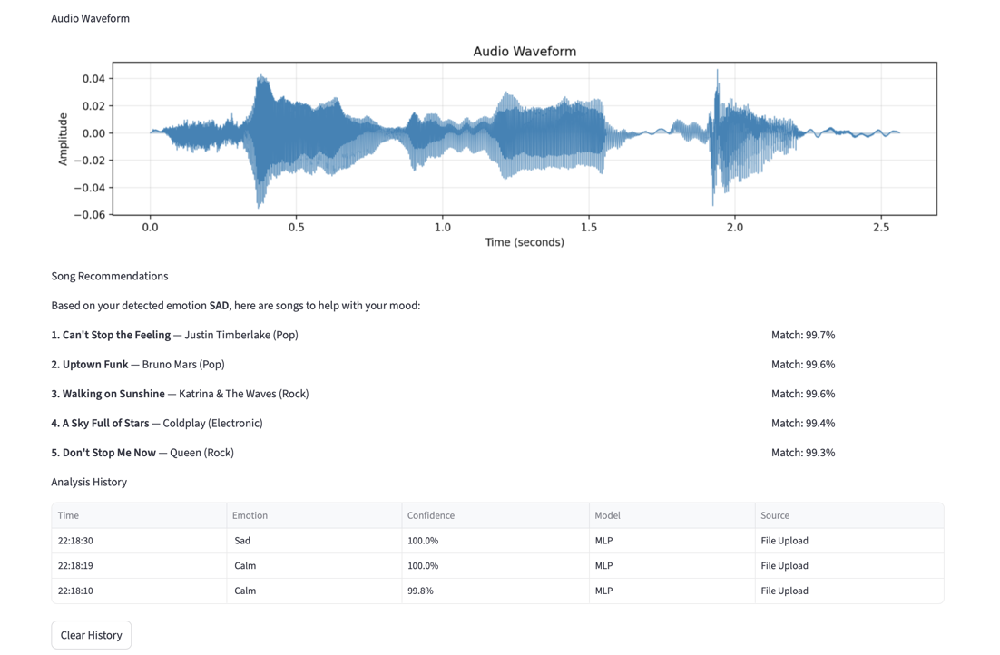 Audio Waveform
Audio Waveform
0.04
0.02
0.00
−0.02
−0.04
−0.06
Amplitude
0.0 0.5 1.0 1.5 2.0 2.5
Time (seconds)
Song Recommendations
Based on your detected emotion SAD, here are songs to help with your mood:
1. Can't Stop the Feeling — Justin Timberlake (Pop) Match: 99.7%
2. Uptown Funk — Bruno Mars (Pop) Match: 99.6%
3. Walking on Sunshine — Katrina & The Waves (Rock) Match: 99.6%
4. A Sky Full of Stars — Coldplay (Electronic) Match: 99.4%
5. Don't Stop Me Now — Queen (Rock) Match: 99.3%
Analysis History
Time Emotion Confidence Model Source
22:18:30 Sad 100.0% MLP File Upload
22:18:19 Calm 100.0% MLP File Upload
22:18:10 Calm 99.8% MLP File Upload
Clear History